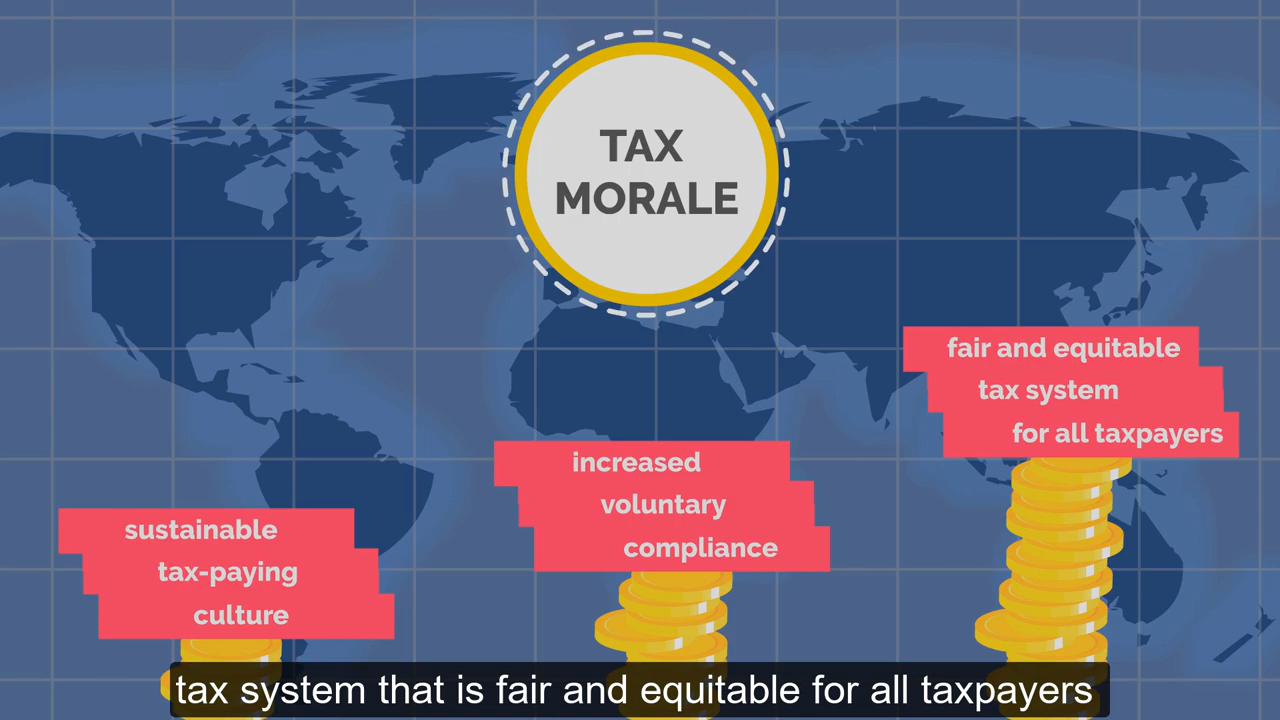 TAX
MORALE
fair and equitable
tax system
for all taxpayers
increased
voluntary
compliance
sustainable
tax-paying
culture
tax system that is fair and equitable for all taxpayers